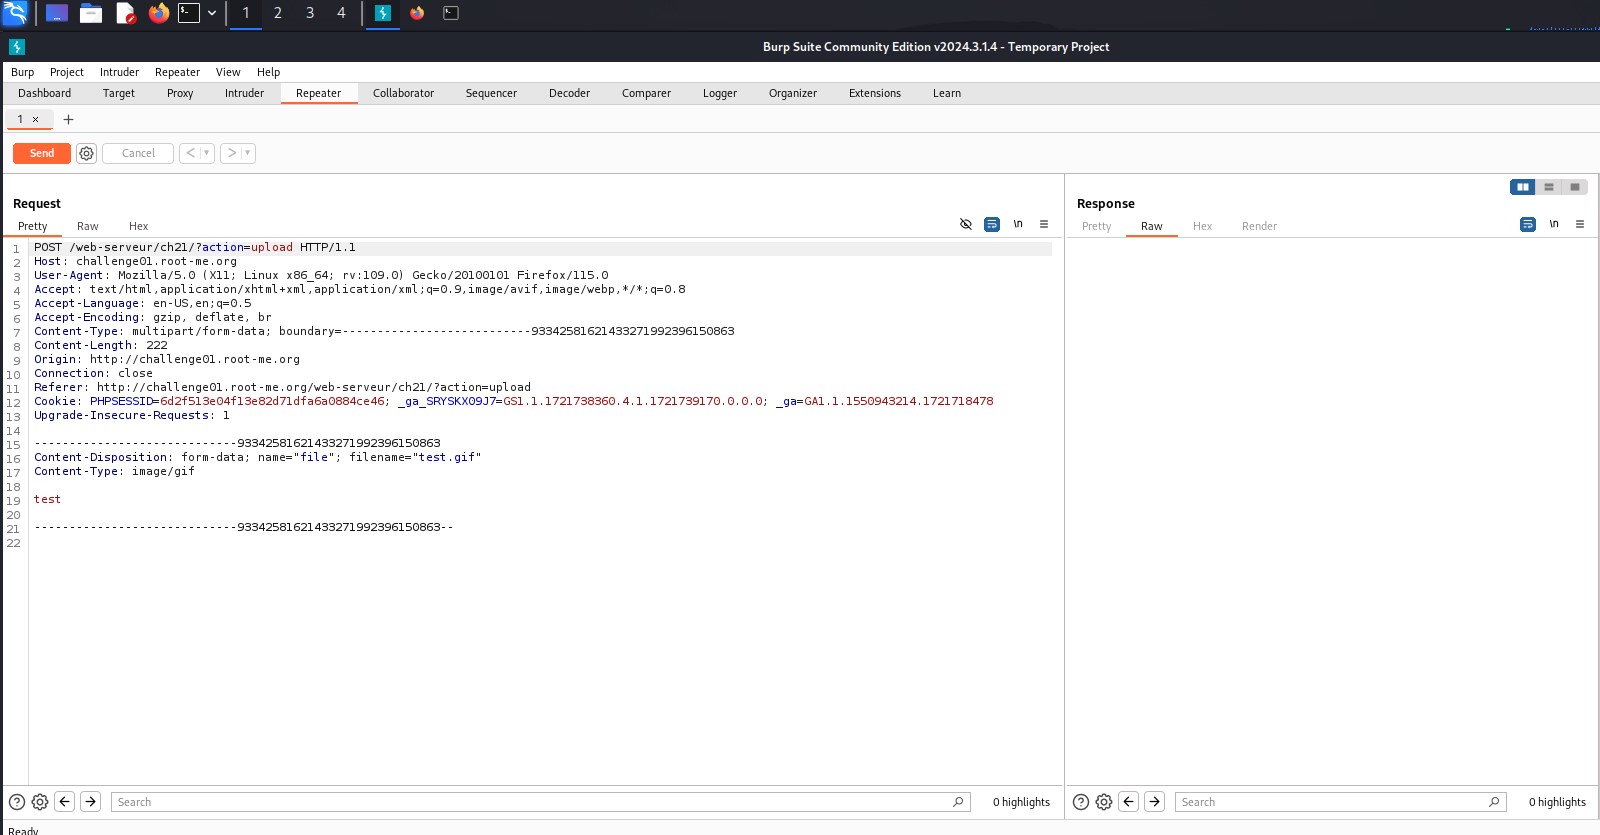 1 2 3 4
Burp Suite Community Edition v2024.3.1.4 - Temporary Project
Burp Project Intruder Repeater View Help
Dashboard Target Proxy Intruder Repeater Collaborator Sequencer Decoder Comparer Logger Organizer Extensions Learn
1 × +
Send Cancel < >
Request
Pretty Raw Hex \n
1 POST /web-serveur/ch21/?action=upload HTTP/1.1
2 Host: challenge01.root-me.org
3 User-Agent: Mozilla/5.0 (X11; Linux x86_64; rv:109.0) Gecko/20100101 Firefox/115.0
4 Accept: text/html,application/xhtml+xml,application/xml;q=0.9,image/avif,image/webp,*/*;q=0.8
5 Accept-Language: en-US,en;q=0.5
6 Accept-Encoding: gzip, deflate, br
7 Content-Type: multipart/form-data; boundary=---------------------------93342581621433271992396150863
8 Content-Length: 222
9 Origin: http://challenge01.root-me.org
10 Connection: close
11 Referer: http://challenge01.root-me.org/web-serveur/ch21/?action=upload
12 Cookie: PHPSESSID=6d2f513e04f13e82d71dfa6a0884ce46; _ga_SRYSKX09J7=GS1.1.1721738360.4.1.1721739170.0.0.0; _ga=GA1.1.1550943214.1721718478
13 Upgrade-Insecure-Requests: 1
14
15 -----------------------------93342581621433271992396150863
16 Content-Disposition: form-data; name="file"; filename="test.gif"
17 Content-Type: image/gif
18
19 test
20
21 -----------------------------93342581621433271992396150863--
22
Search 0 highlights
Response
Pretty Raw Hex Render \n
Search 0 highlights
Ready